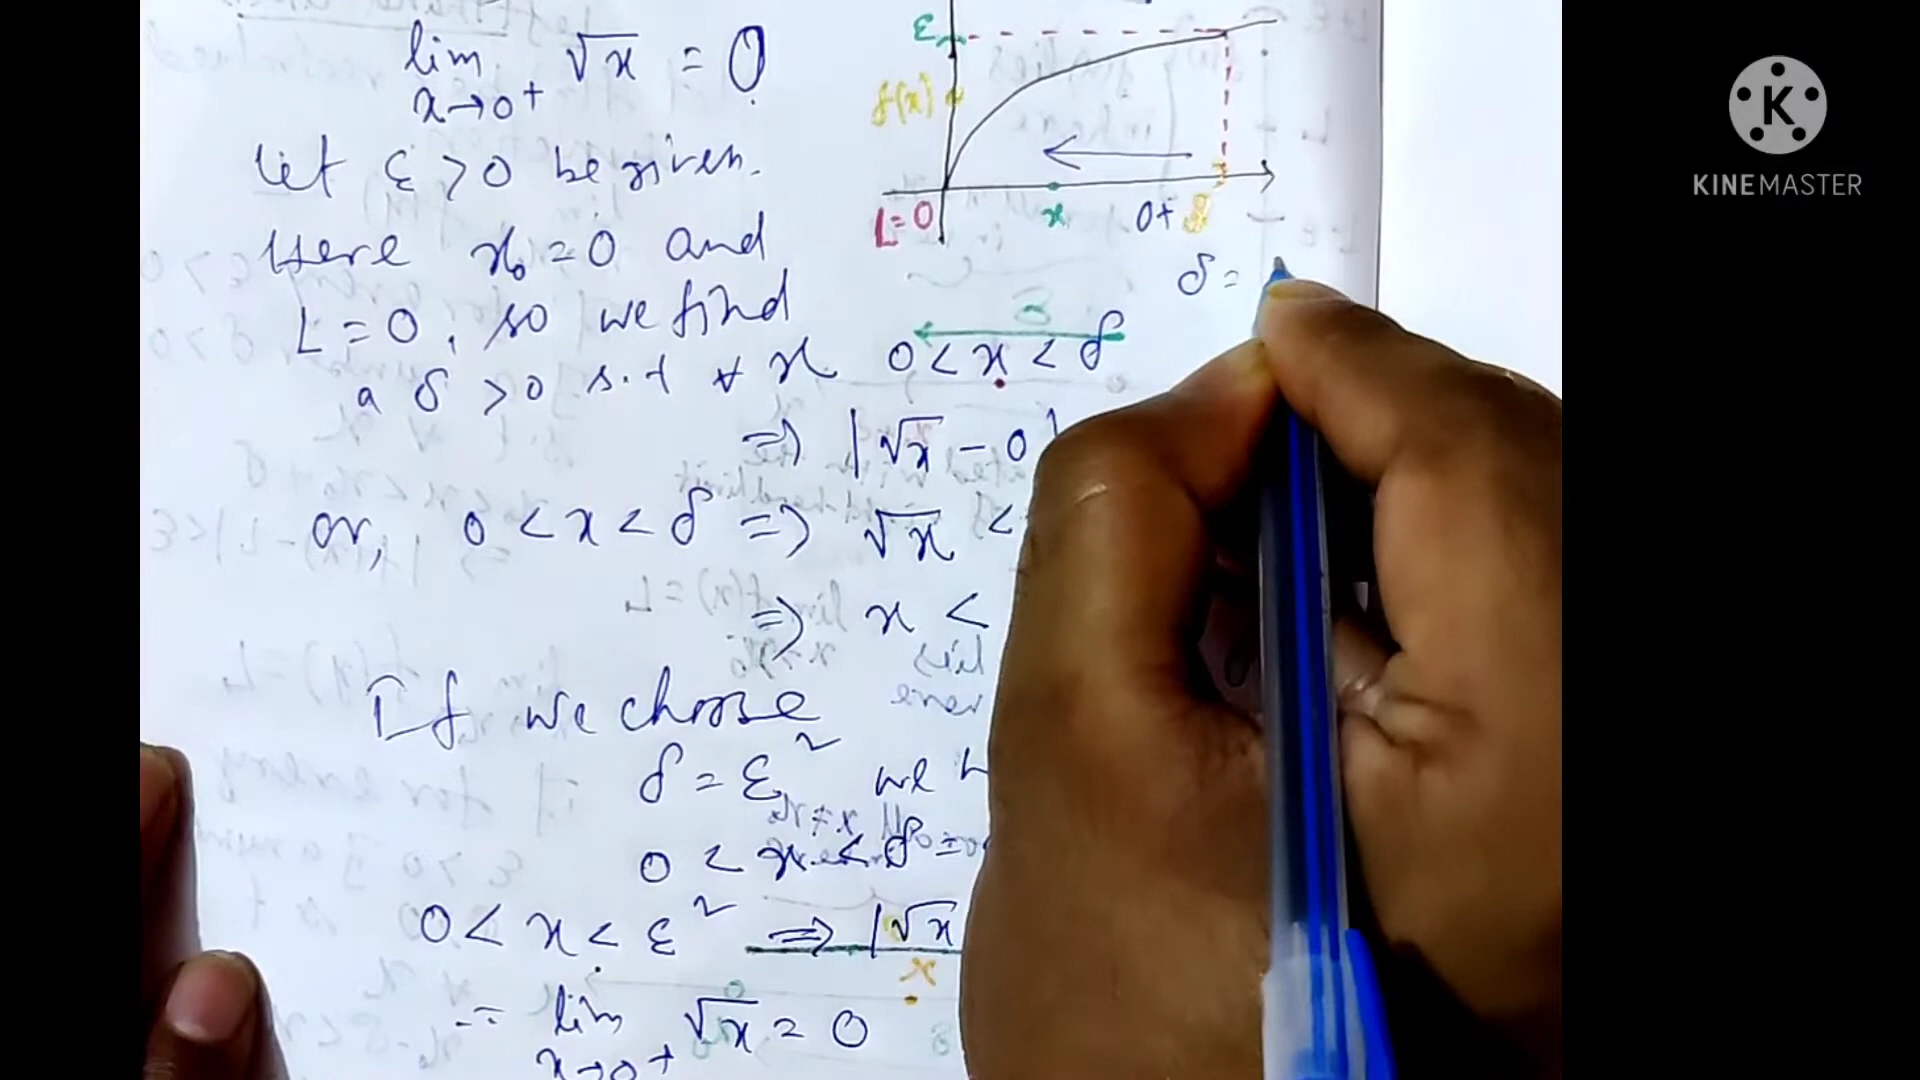 lim √x = 0
x→0+
Let ε > 0 be given.
Here x₀ = 0 and
L = 0, so we find
a δ > 0 s.t ∀ x 0 < x < δ
⇒ |√x - 0|
or, 0 < x < δ ⇒ √x <
⇒ x <
If we choose
δ = ε² we
0 < x < δ =
0 < x < ε² ⇒ |√x
∴ lim √x = 0
x→0+
ε
f(x)
L=0
x
0+ δ
δ =
K
KINEMASTER